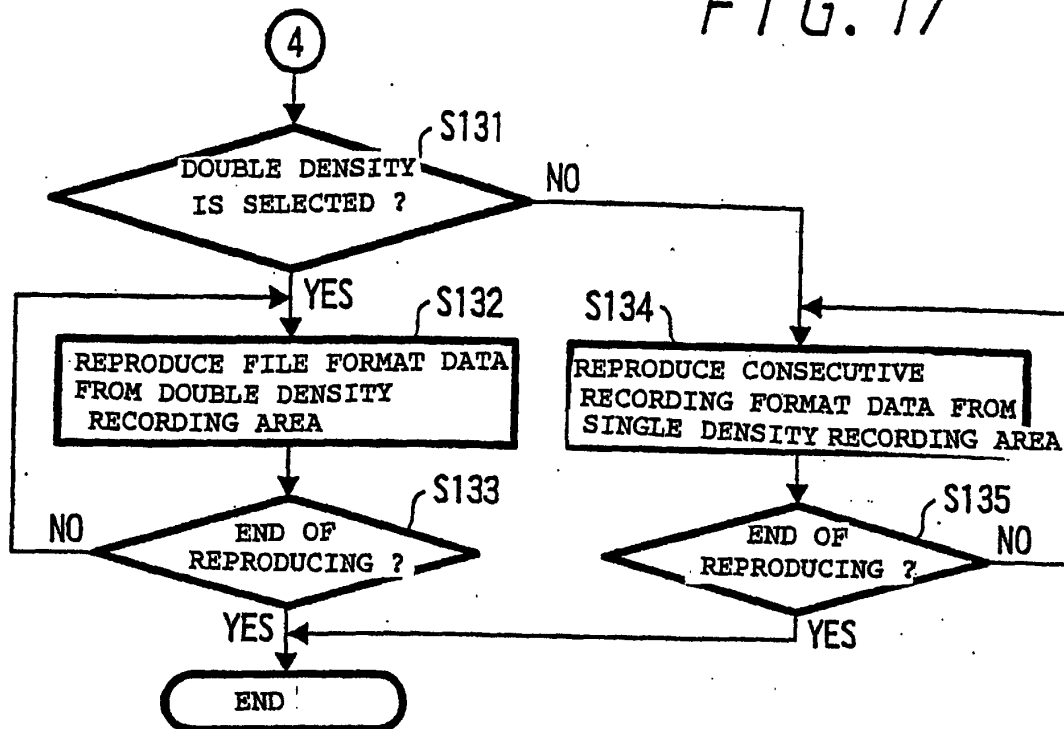 FIG. 17
4
S131
DOUBLE DENSITY
IS SELECTED ?
NO
YES
S132
REPRODUCE FILE FORMAT DATA
FROM DOUBLE DENSITY
RECORDING AREA
S134
REPRODUCE CONSECUTIVE
RECORDING FORMAT DATA FROM
SINGLE DENSITY RECORDING AREA
S133
END OF
REPRODUCING ?
NO
YES
S135
END OF
REPRODUCING ?
NO
YES
END